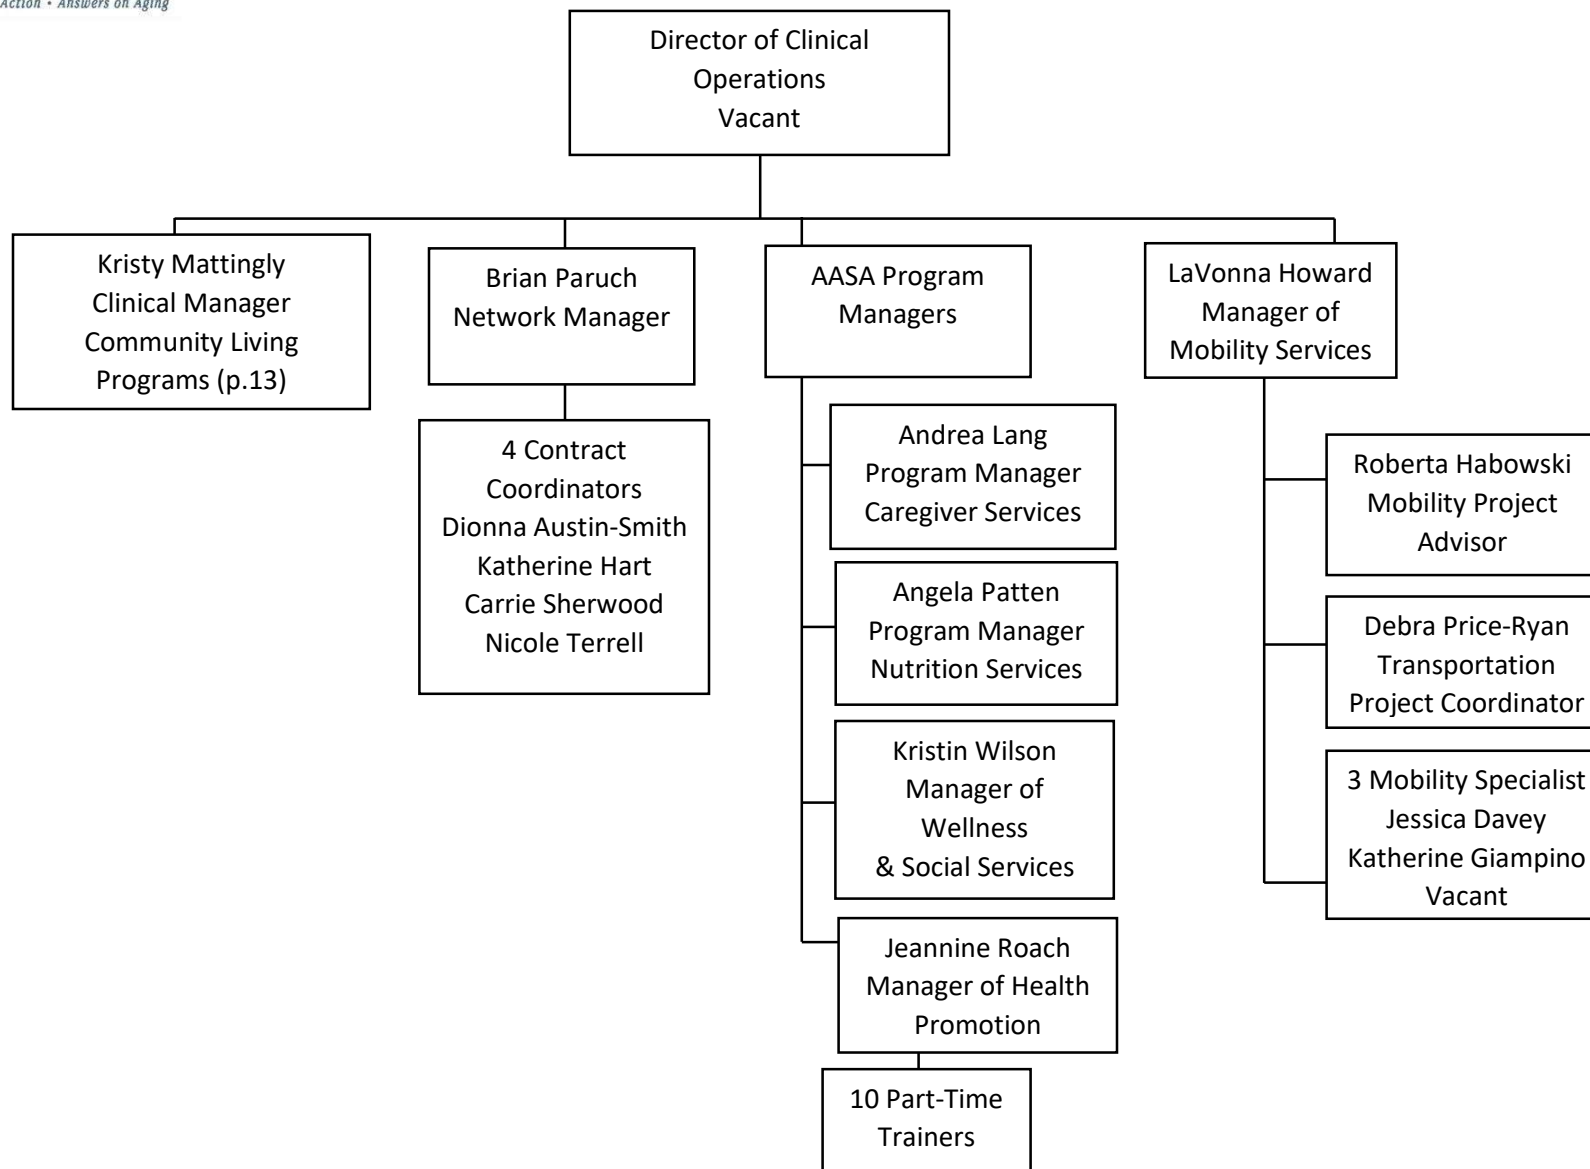 Action • Answers on Aging
Director of Clinical
Operations
Vacant
Kristy Mattingly
Clinical Manager
Community Living
Programs (p.13)
Brian Paruch
Network Manager
4 Contract
Coordinators
Dionna Austin-Smith
Katherine Hart
Carrie Sherwood
Nicole Terrell
AASA Program
Managers
Andrea Lang
Program Manager
Caregiver Services
Angela Patten
Program Manager
Nutrition Services
Kristin Wilson
Manager of
Wellness
& Social Services
Jeannine Roach
Manager of Health
Promotion
10 Part-Time
Trainers
LaVonna Howard
Manager of
Mobility Services
Roberta Habowski
Mobility Project
Advisor
Debra Price-Ryan
Transportation
Project Coordinator
3 Mobility Specialist
Jessica Davey
Katherine Giampino
Vacant